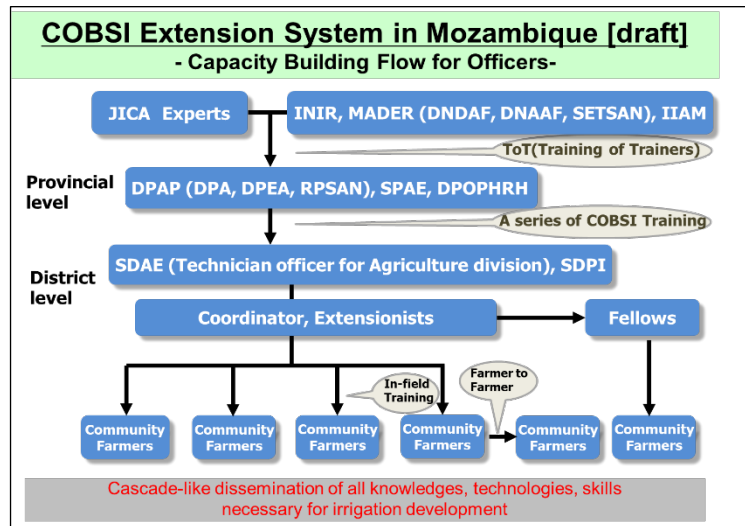 COBSI Extension System in Mozambique [draft]
- Capacity Building Flow for Officers-
JICA Experts
INIR, MADER (DNDAF, DNAAF, SETSAN), IIAM
ToT(Training of Trainers)
Provincial
level
DPAP (DPA, DPEA, RPSAN), SPAE, DPOPHRH
A series of COBSI Training
District
level
SDAE (Technician officer for Agriculture division), SDPI
Coordinator, Extensionists
Fellows
In-field
Training
Farmer to
Farmer
Community
Farmers
Community
Farmers
Community
Farmers
Community
Farmers
Community
Farmers
Community
Farmers
Cascade-like dissemination of all knowledges, technologies, skills
necessary for irrigation development